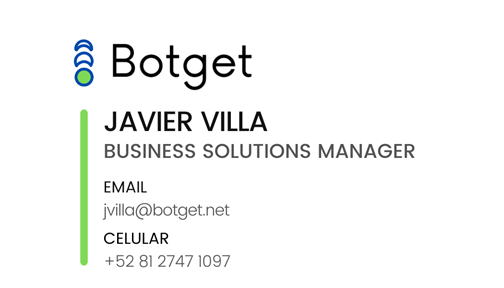 Botget
JAVIER VILLA
BUSINESS SOLUTIONS MANAGER
EMAIL
jvilla@botget.net
CELULAR
+52 81 2747 1097